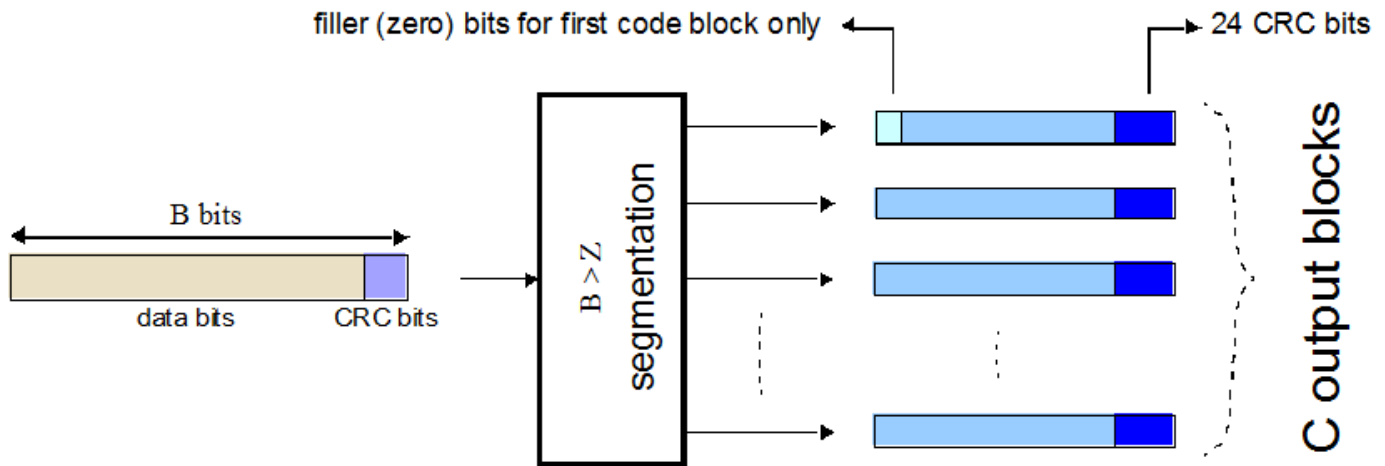 filler (zero) bits for first code block only
24 CRC bits
B bits
data bits
CRC bits
B > Z
segmentation
C output blocks